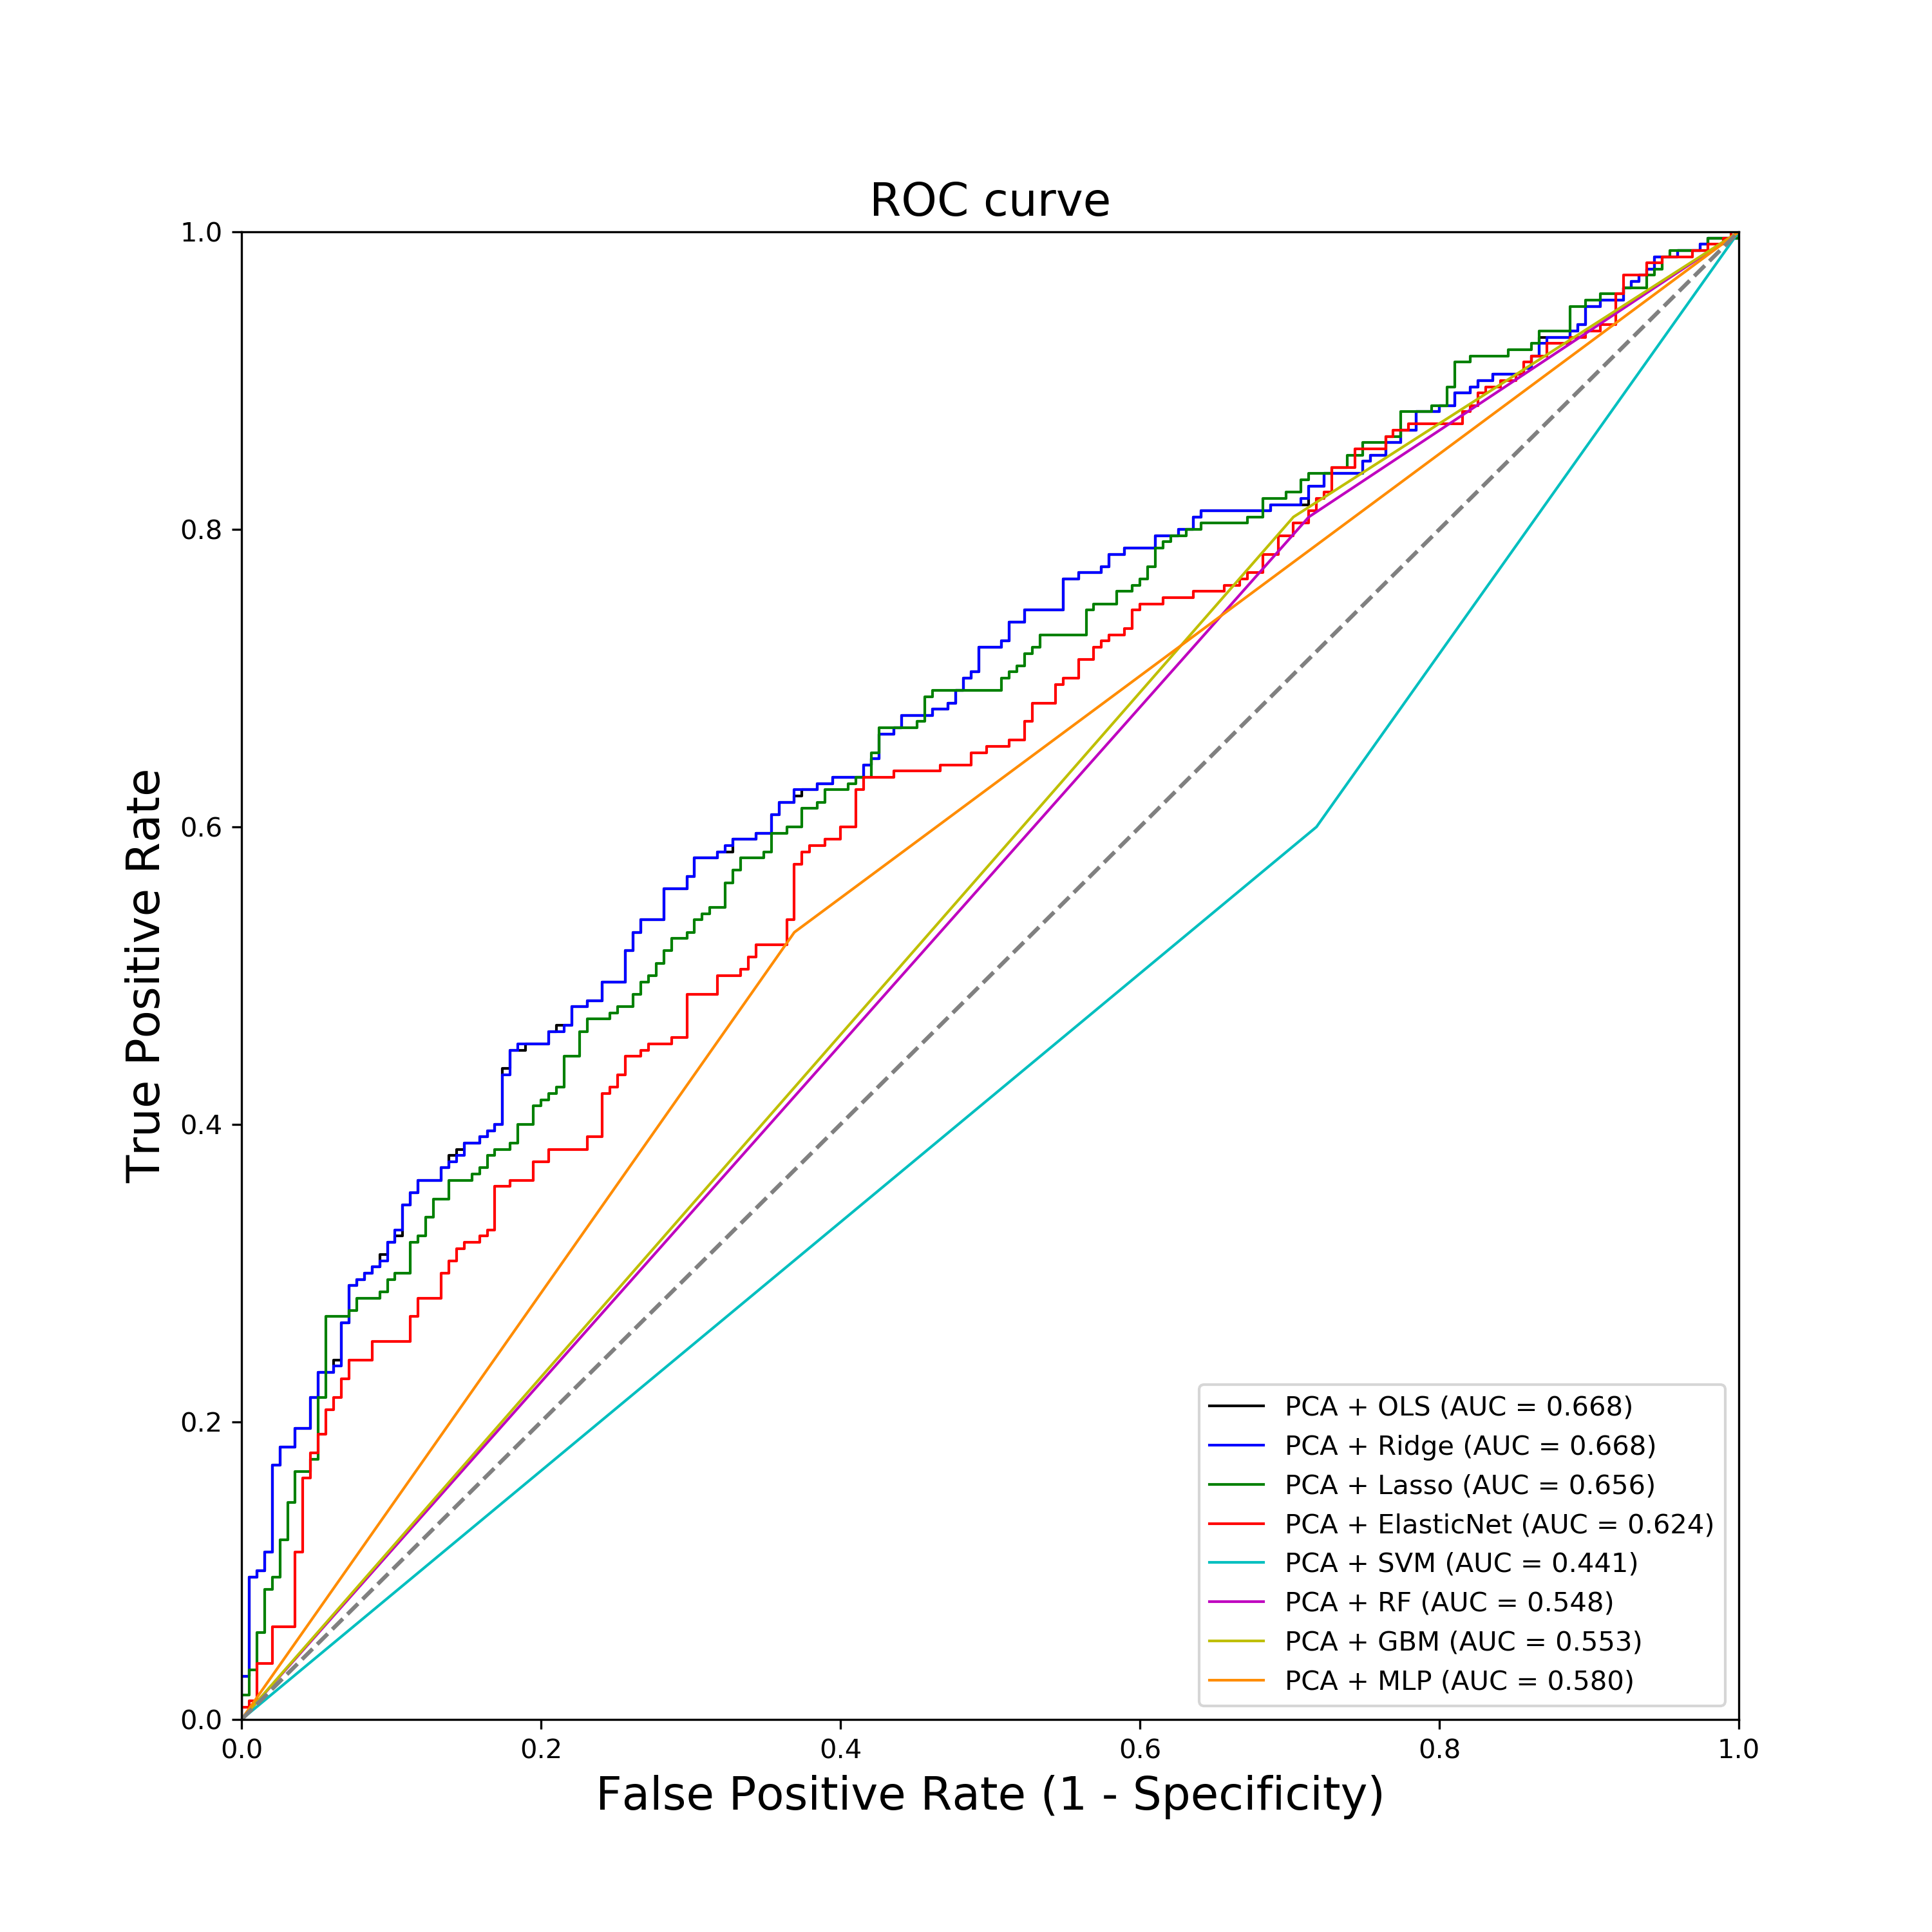 ROC curve
1.0
0.8
0.6
0.4
0.2
0.0
True Positive Rate
0.0 0.2 0.4 0.6 0.8 1.0
False Positive Rate (1 - Specificity)
PCA + OLS (AUC = 0.668)
PCA + Ridge (AUC = 0.668)
PCA + Lasso (AUC = 0.656)
PCA + ElasticNet (AUC = 0.624)
PCA + SVM (AUC = 0.441)
PCA + RF (AUC = 0.548)
PCA + GBM (AUC = 0.553)
PCA + MLP (AUC = 0.580)